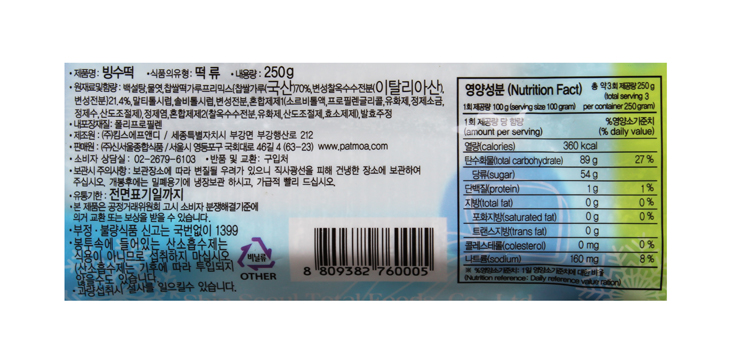 •제품명: 빙수떡 •식품의유형: 떡류 •내용량: 250g
•원재료및함량: 백설탕,물엿,찹쌀떡가루프리믹스{찹쌀가루(국산)70%,변성찰옥수수전분(이탈리아산),
변성전분}21.4%,말티톨시럽,솔비톨시럽,변성전분,혼합제제1(소르비톨액,프로필렌글리콜,유화제,정제소금,
정제수,산도조절제),정제염,혼합제제2(찰옥수수전분,유화제,산도조절제,효소제제),발효주정
•내포장재질: 폴리프로필렌
•제조원 : (주)킹스에프앤디 / 세종특별자치시 부강면 부강행산로 212
•판매원 : (주)신서울종합식품 / 서울시 영등포구 국회대로 46길 4 (63-23) www.patmoa.com
•소비자 상담실 : 02-2679-6103 •반품 및 교환: 구입처
•보관시 주의사항: 보관장소에 따라 변질될 우려가 있으니 직사광선을 피해 건냉한 장소에 보관하여
주십시오. 개봉후에는 밀폐용기에 냉장보관 하시고, 가급적 빨리 드십시오.
•유통기한: 전면표기일까지
•본 제품은 공정거래위원회 고시 소비자 분쟁해결기준에
의거 교환 또는 보상을 받을 수 있습니다.
•부정·불량식품 신고는 국번없이 1399
•봉투속에 들어있는 산소흡수제는
식용이 아니므로 섭취하지 마십시오.
(산소흡수제는 기후에 따라 투입되지
않을수도 있습니다.)
•과량섭취시 설사를 일으킬수 있습니다.
비닐류
OTHER
8 809382 760005
영양성분 (Nutrition Fact) 총 약3회 제공량 250 g
(total serving 3
1회 제공량 100 g (serving size 100 gram) per container 250 gram)
1회 제공량 당 함량 %영양소기준치
(amount per serving) (% daily value)
열량(calories) 360 kcal
탄수화물(total carbohydrate) 89 g 27 %
당류(sugar) 54 g
단백질(protein) 1 g 1 %
지방(total fat) 0 g 0 %
포화지방(saturated fat) 0 g 0 %
트랜스지방(trans fat) 0 g
콜레스테롤(colesterol) 0 mg 0 %
나트륨(sodium) 160 mg 8 %
※ %영양소기준치: 1일 영양소기준치에 대한 비율
(Nutrition reference: Daily reference value ration)